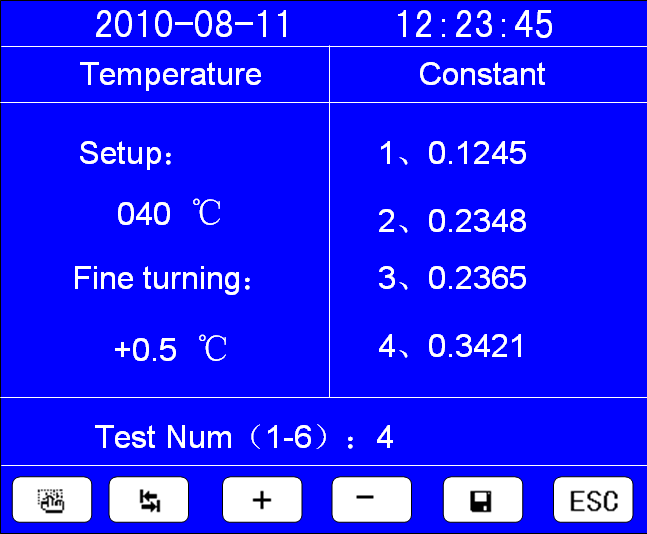 2010-08-11 12:23:45
Temperature
Constant
Setup：
040 ℃
Fine turning：
+0.5 ℃
1、0.1245
2、0.2348
3、0.2365
4、0.3421
Test Num（1-6）：4
+ − ESC